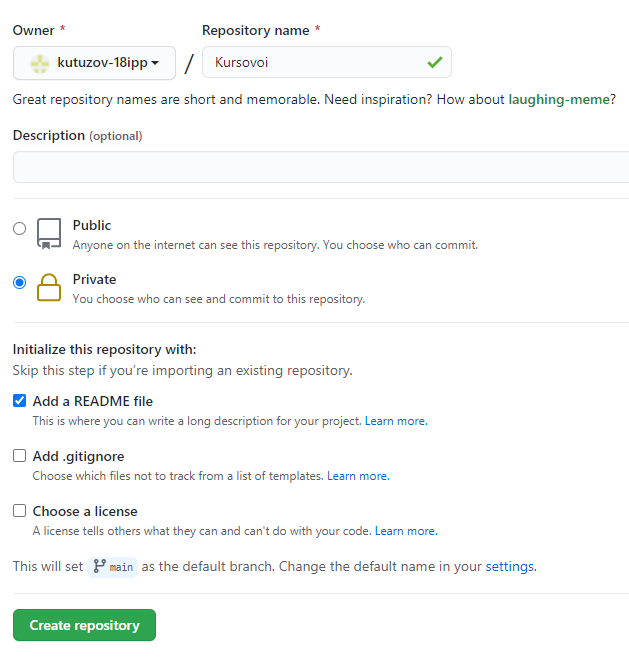 Owner * Repository name *
kutuzov-18ipp / Kursovoi
Great repository names are short and memorable. Need inspiration? How about laughing-meme?
Description (optional)
Public
Anyone on the internet can see this repository. You choose who can commit.
Private
You choose who can see and commit to this repository.
Initialize this repository with:
Skip this step if you're importing an existing repository.
Add a README file
This is where you can write a long description for your project. Learn more.
Add .gitignore
Choose which files not to track from a list of templates. Learn more.
Choose a license
A license tells others what they can and can't do with your code. Learn more.
This will set main as the default branch. Change the default name in your settings.
Create repository